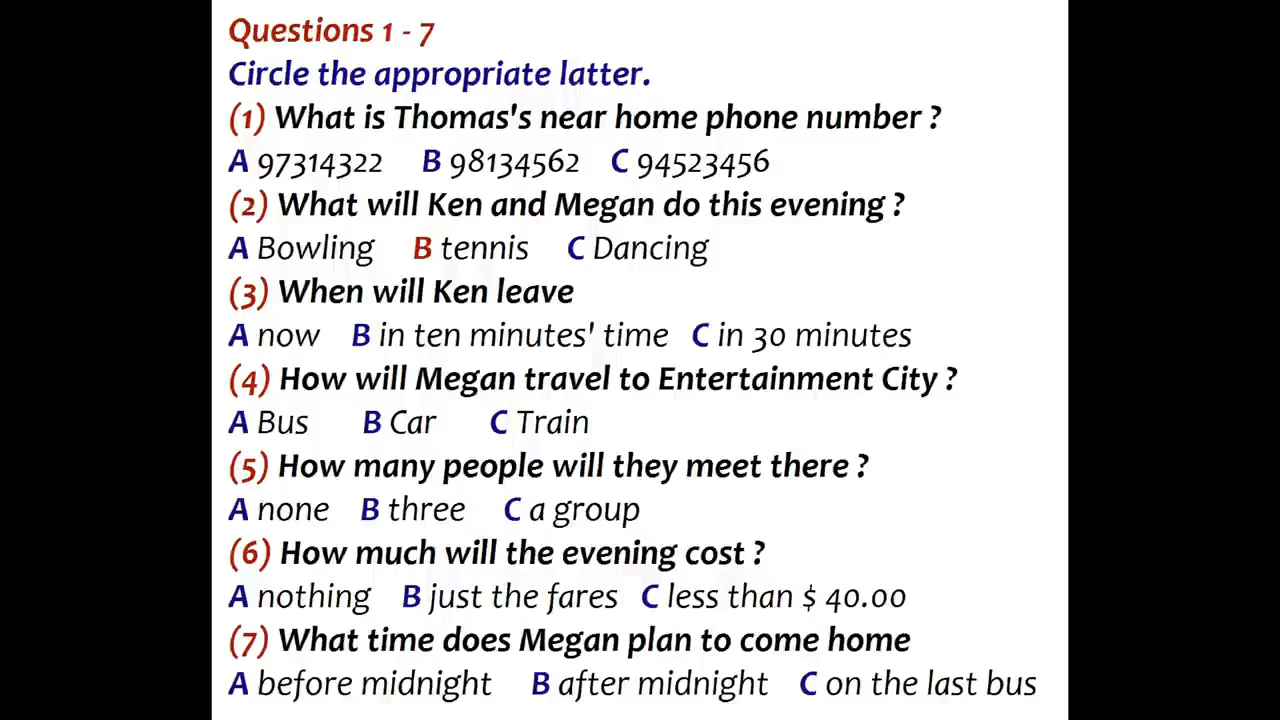 Questions 1 - 7
Circle the appropriate latter.
(1) What is Thomas's near home phone number ?
A 97314322 B 98134562 C 94523456
(2) What will Ken and Megan do this evening ?
A Bowling B tennis C Dancing
(3) When will Ken leave
A now B in ten minutes' time C in 30 minutes
(4) How will Megan travel to Entertainment City ?
A Bus B Car C Train
(5) How many people will they meet there ?
A none B three C a group
(6) How much will the evening cost ?
A nothing B just the fares C less than $ 40.00
(7) What time does Megan plan to come home
A before midnight B after midnight C on the last bus